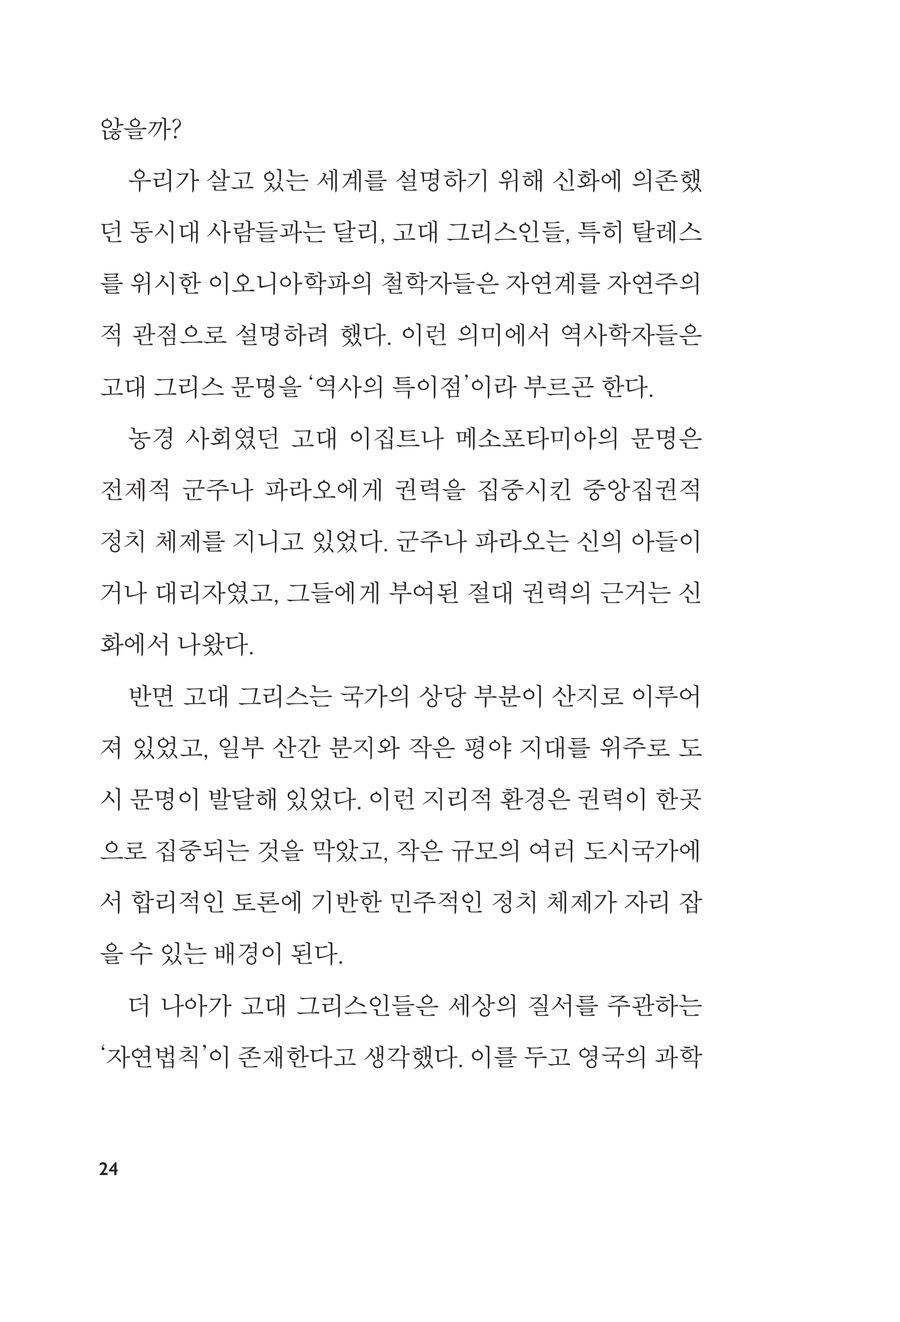 않을까?
우리가 살고 있는 세계를 설명하기 위해 신화에 의존했
던 동시대 사람들과는 달리, 고대 그리스인들, 특히 탈레스
를 위시한 이오니아학파의 철학자들은 자연계를 자연주의
적 관점으로 설명하려 했다. 이런 의미에서 역사학자들은
고대 그리스 문명을 ‘역사의 특이점’이라 부르곤 한다.
농경 사회였던 고대 이집트나 메소포타미아의 문명은
전제적 군주나 파라오에게 권력을 집중시킨 중앙집권적
정치 체제를 지니고 있었다. 군주나 파라오는 신의 아들이
거나 대리자였고, 그들에게 부여된 절대 권력의 근거는 신
화에서 나왔다.
반면 고대 그리스는 국가의 상당 부분이 산지로 이루어
져 있었고, 일부 산간 분지와 작은 평야 지대를 위주로 도
시 문명이 발달해 있었다. 이런 지리적 환경은 권력이 한곳
으로 집중되는 것을 막았고, 작은 규모의 여러 도시국가에
서 합리적인 토론에 기반한 민주적인 정치 체제가 자리 잡
을 수 있는 배경이 된다.
더 나아가 고대 그리스인들은 세상의 질서를 주관하는
‘자연법칙’이 존재한다고 생각했다. 이를 두고 영국의 과학
24